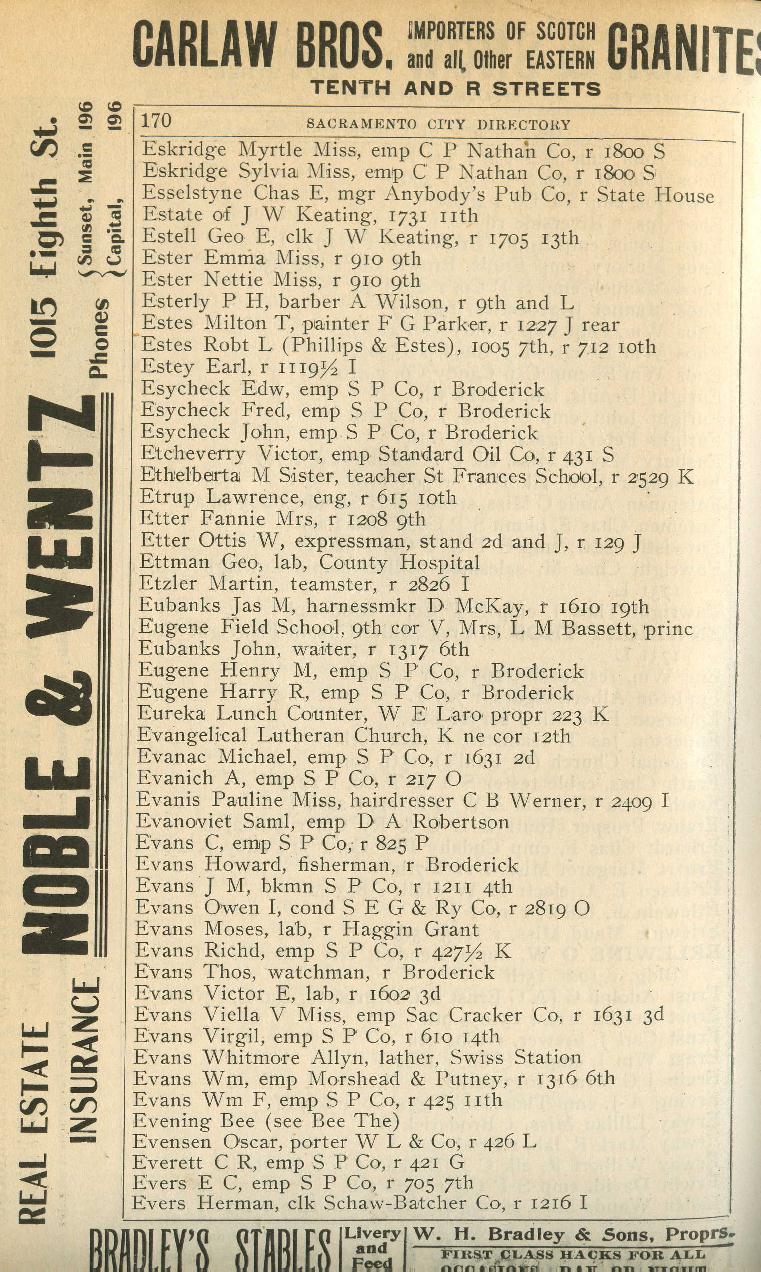 CARLAW BROS. IMPORTERS OF SCOTCH and all Other EASTERN GRANITES
TENTH AND R STREETS
170 SACRAMENTO CITY DIRECTORY
Eskridge Myrtle Miss, emp C P Nathan Co, r 1800 S
Eskridge Sylvia Miss, emp C P Nathan Co, r 1800 S
Esselstyne Chas E, mgr Anybody's Pub Co, r State House
Estate of J W Keating, 1731 11th
Estell Geo E, clk J W Keating, r 1705 13th
Ester Emma Miss, r 910 9th
Ester Nettie Miss, r 910 9th
Esterly P H, barber A Wilson, r 9th and L
Estes Milton T, painter F G Parker, r 1227 J rear
Estes Robt L (Phillips & Estes), 1005 7th, r 712 10th
Estey Earl, r 1119½ I
Esycheck Edw, emp S P Co, r Broderick
Esycheck Fred, emp S P Co, r Broderick
Esycheck John, emp S P Co, r Broderick
Etcheverry Victor, emp Standard Oil Co, r 431 S
Ethelberta M Sister, teacher St Frances School, r 2529 K
Etrup Lawrence, eng, r 615 10th
Etter Fannie Mrs, r 1208 9th
Etter Ottis W, expressman, stand 2d and J, r 129 J
Ettman Geo, lab, County Hospital
Etzler Martin, teamster, r 2826 I
Eubanks Jas M, harnessmkr D McKay, r 1610 19th
Eugene Field School, 9th cor V, Mrs, L M Bassett, princ
Eubanks John, waiter, r 1317 6th
Eugene Henry M, emp S P Co, r Broderick
Eugene Harry R, emp S P Co, r Broderick
Eureka Lunch Counter, W E Laro propr 223 K
Evangelical Lutheran Church, K ne cor 12th
Evanac Michael, emp S P Co, r 1631 2d
Evanich A, emp S P Co, r 217 O
Evanis Pauline Miss, hairdresser C B Werner, r 2409 I
Evanoviet Saml, emp D A Robertson
Evans C, emp S P Co, r 825 P
Evans Howard, fisherman, r Broderick
Evans J M, bkmn S P Co, r 1211 4th
Evans Owen I, cond S E G & Ry Co, r 2819 O
Evans Moses, lab, r Haggin Grant
Evans Richd, emp S P Co, r 427½ K
Evans Thos, watchman, r Broderick
Evans Victor E, lab, r 1602 3d
Evans Viella V Miss, emp Sac Cracker Co, r 1631 3d
Evans Virgil, emp S P Co, r 610 14th
Evans Whitmore Allyn, lather, Swiss Station
Evans Wm, emp Morshead & Putney, r 1316 6th
Evans Wm F, emp S P Co, r 425 11th
Evening Bee (see Bee The)
Evensen Oscar, porter W L & Co, r 426 L
Everett C R, emp S P Co, r 421 G
Evers E C, emp S P Co, r 705 7th
Evers Herman, clk Schaw-Batcher Co, r 1216 I
REAL ESTATE
INSURANCE
NOBLE & WENTZ
1015 Eighth St.
Phones { Sunset, Main 196
{ Capital, 196
BRADLEY'S STABLES
Livery
and
Feed
W. H. Bradley & Sons, Proprs.
FIRST CLASS HACKS FOR ALL
OCCASIONS, DAY OR NIGHT